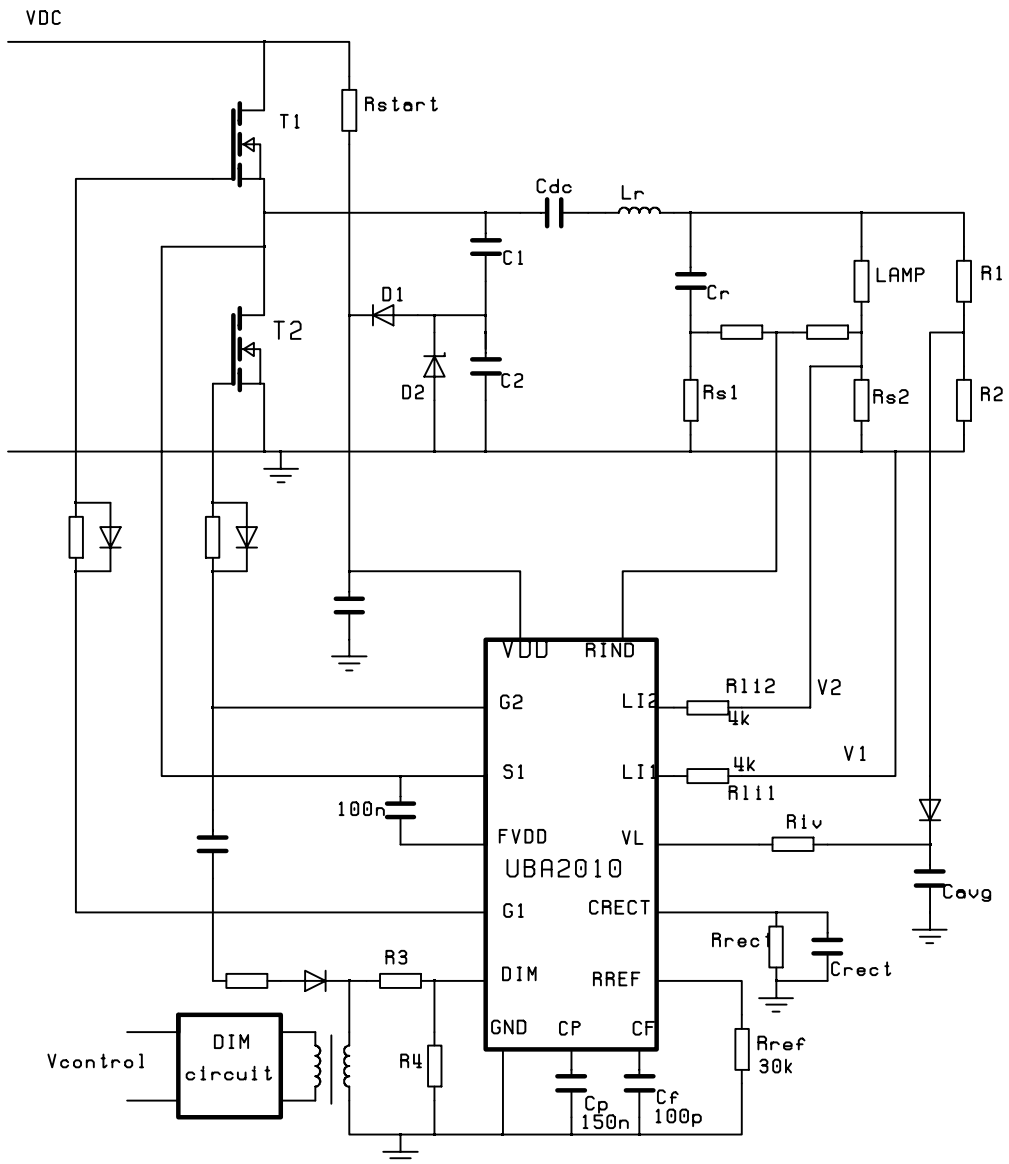 VDC
T1
Rstart
Cdc
Lr
C1
Cr
LAMP
R1
D1
T2
D2
C2
Rs1
Rs2
R2
VDD
RIND
G2
LI2
Rli2
4k
V2
S1
LI1
4k
Rli1
V1
100n
FVDD
VL
Riv
UBA2010
Cavg
G1
CRECT
Rrect
Crect
R3
DIM
RREF
GND
CP
CF
Vcontrol
DIM
circuit
R4
Rref
30k
Cp
150n
Cf
100p